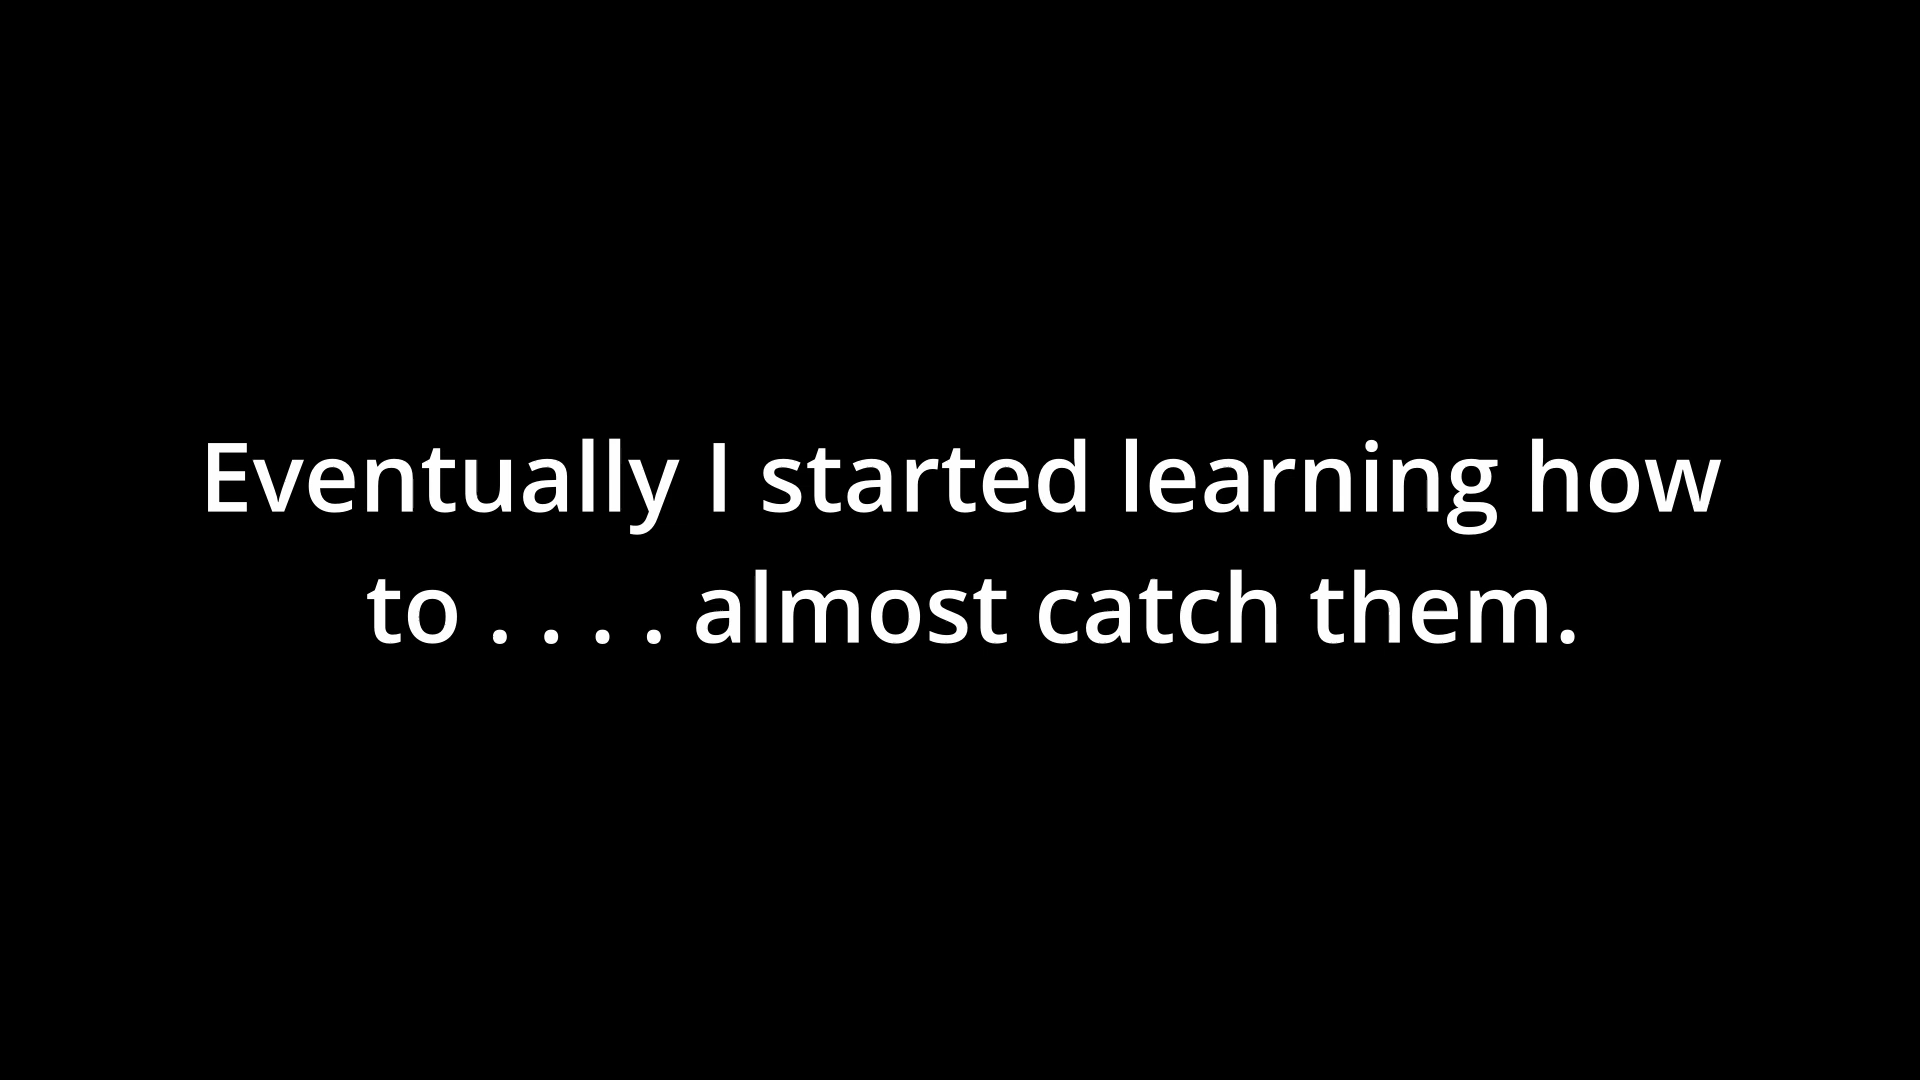 Eventually I started learning how
to . . . . almost catch them.